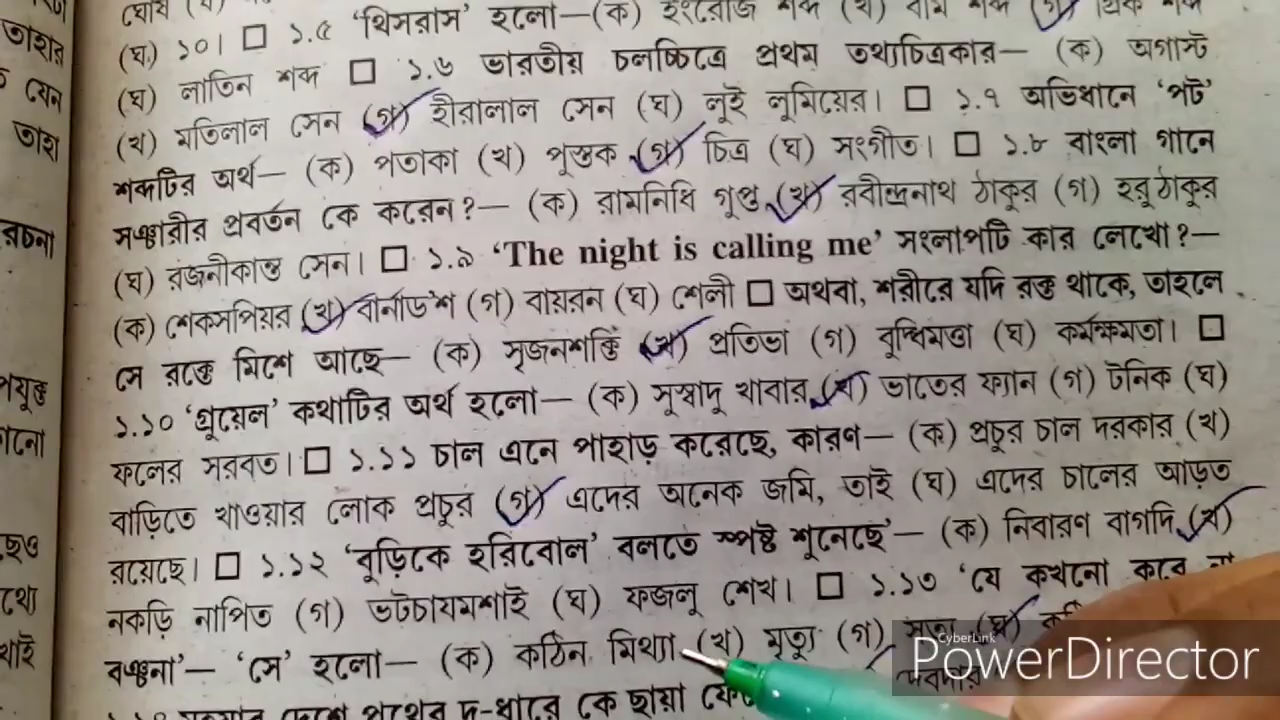 তাহার
যেন
তাহা
রচনা
(ঘ) ১০। □ ১.৫ ‘থিসরাস’ হলো—(ক) ইংরেজি শব্দ (খ) বাম শব্দ (গ) গ্রিক শব্দ
(ঘ) লাতিন শব্দ □ ১.৬ ভারতীয় চলচ্চিত্রে প্রথম তথ্যচিত্রকার— (ক) অগাস্ট
(খ) মতিলাল সেন (গ) হীরালাল সেন (ঘ) লুই লুমিয়ের। □ ১.৭ অভিধানে ‘পট’
শব্দটির অর্থ— (ক) পতাকা (খ) পুস্তক (গ) চিত্র (ঘ) সংগীত। □ ১.৮ বাংলা গানে
সঞ্চারীর প্রবর্তন কে করেন?— (ক) রামনিধি গুপ্ত (খ) রবীন্দ্রনাথ ঠাকুর (গ) হরু ঠাকুর
(ঘ) রজনীকান্ত সেন। □ ১.৯ ‘The night is calling me’ সংলাপটি কার লেখো?—
(ক) শেকসপিয়র (খ) বার্নাড’শ (গ) বায়রন (ঘ) শেলী □ অথবা, শরীরে যদি রক্ত থাকে, তাহলে
সে রক্তে মিশে আছে— (ক) সৃজনশক্তি (খ) প্রতিভা (গ) বুদ্ধিমত্তা (ঘ) কর্মক্ষমতা। □
১.১০ ‘গ্রুয়েল’ কথাটির অর্থ হলো— (ক) সুস্বাদু খাবার (খ) ভাতের ফ্যান (গ) টনিক (ঘ)
ফলের সরবত। □ ১.১১ চাল এনে পাহাড় করেছে, কারণ— (ক) প্রচুর চাল দরকার (খ)
বাড়িতে খাওয়ার লোক প্রচুর (গ) এদের অনেক জমি, তাই (ঘ) এদের চালের আড়ত
রয়েছে। □ ১.১২ ‘বুড়িকে হরিবোল’ বলতে স্পষ্ট শুনেছে’— (ক) নিবারণ বাগদি (খ)
নকড়ি নাপিত (গ) ভটচাযমশাই (ঘ) ফজলু শেখ। □ ১.১৩ ‘যে কখনো করে না
বঞ্চনা’— ‘সে’ হলো— (ক) কঠিন মিথ্যা (খ) মৃত্যু (গ) সত্য (ঘ)
দেশে পথের দু-ধারে কে ছায়া
CyberLink
PowerDirector